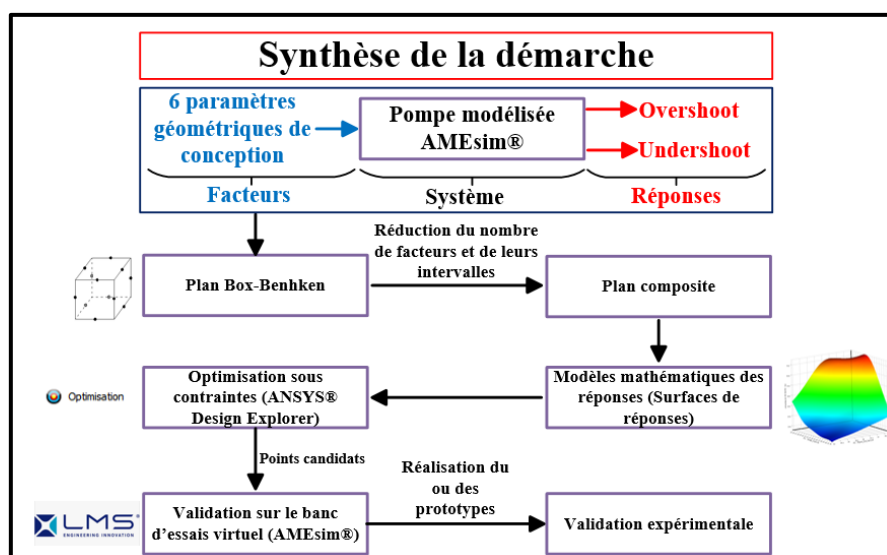 Synthèse de la démarche
6 paramètres
géométriques de
conception
Pompe modélisée
AMEsim®
Overshoot
Undershoot
Facteurs
Système
Réponses
Réduction du nombre
de facteurs et de leurs
intervalles
Plan Box-Benhken
Plan composite
Optimisation
Optimisation sous
contraintes (ANSYS®
Design Explorer)
Modèles mathématiques des
réponses (Surfaces de
réponses)
Points candidats
Réalisation du
ou des
prototypes
LMS®
ENGINEERING INNOVATION
Validation sur le banc
d'essais virtuel (AMEsim®)
Validation expérimentale